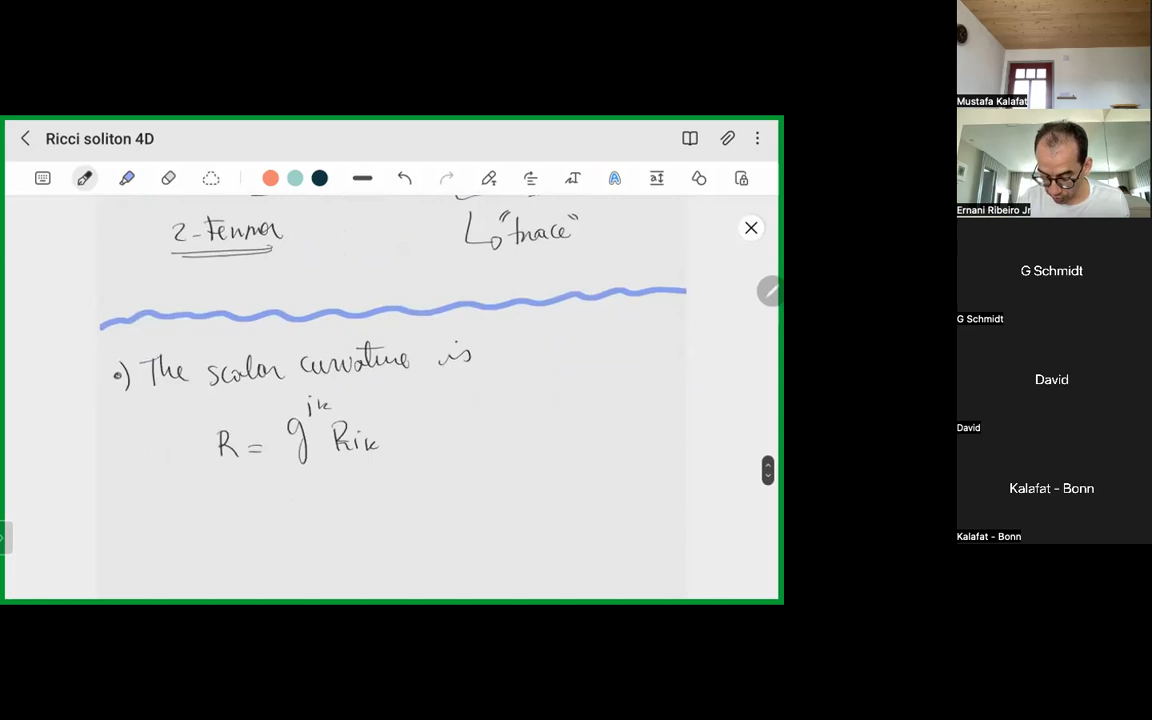 Ricci soliton 4D
2-Tensor
"trace"
•) The scalar curvature is
R = g^{jk} Rik
Mustafa Kalafat
Ernani Ribeiro Jr
G Schmidt
G Schmidt
David
David
Kalafat - Bonn
Kalafat - Bonn